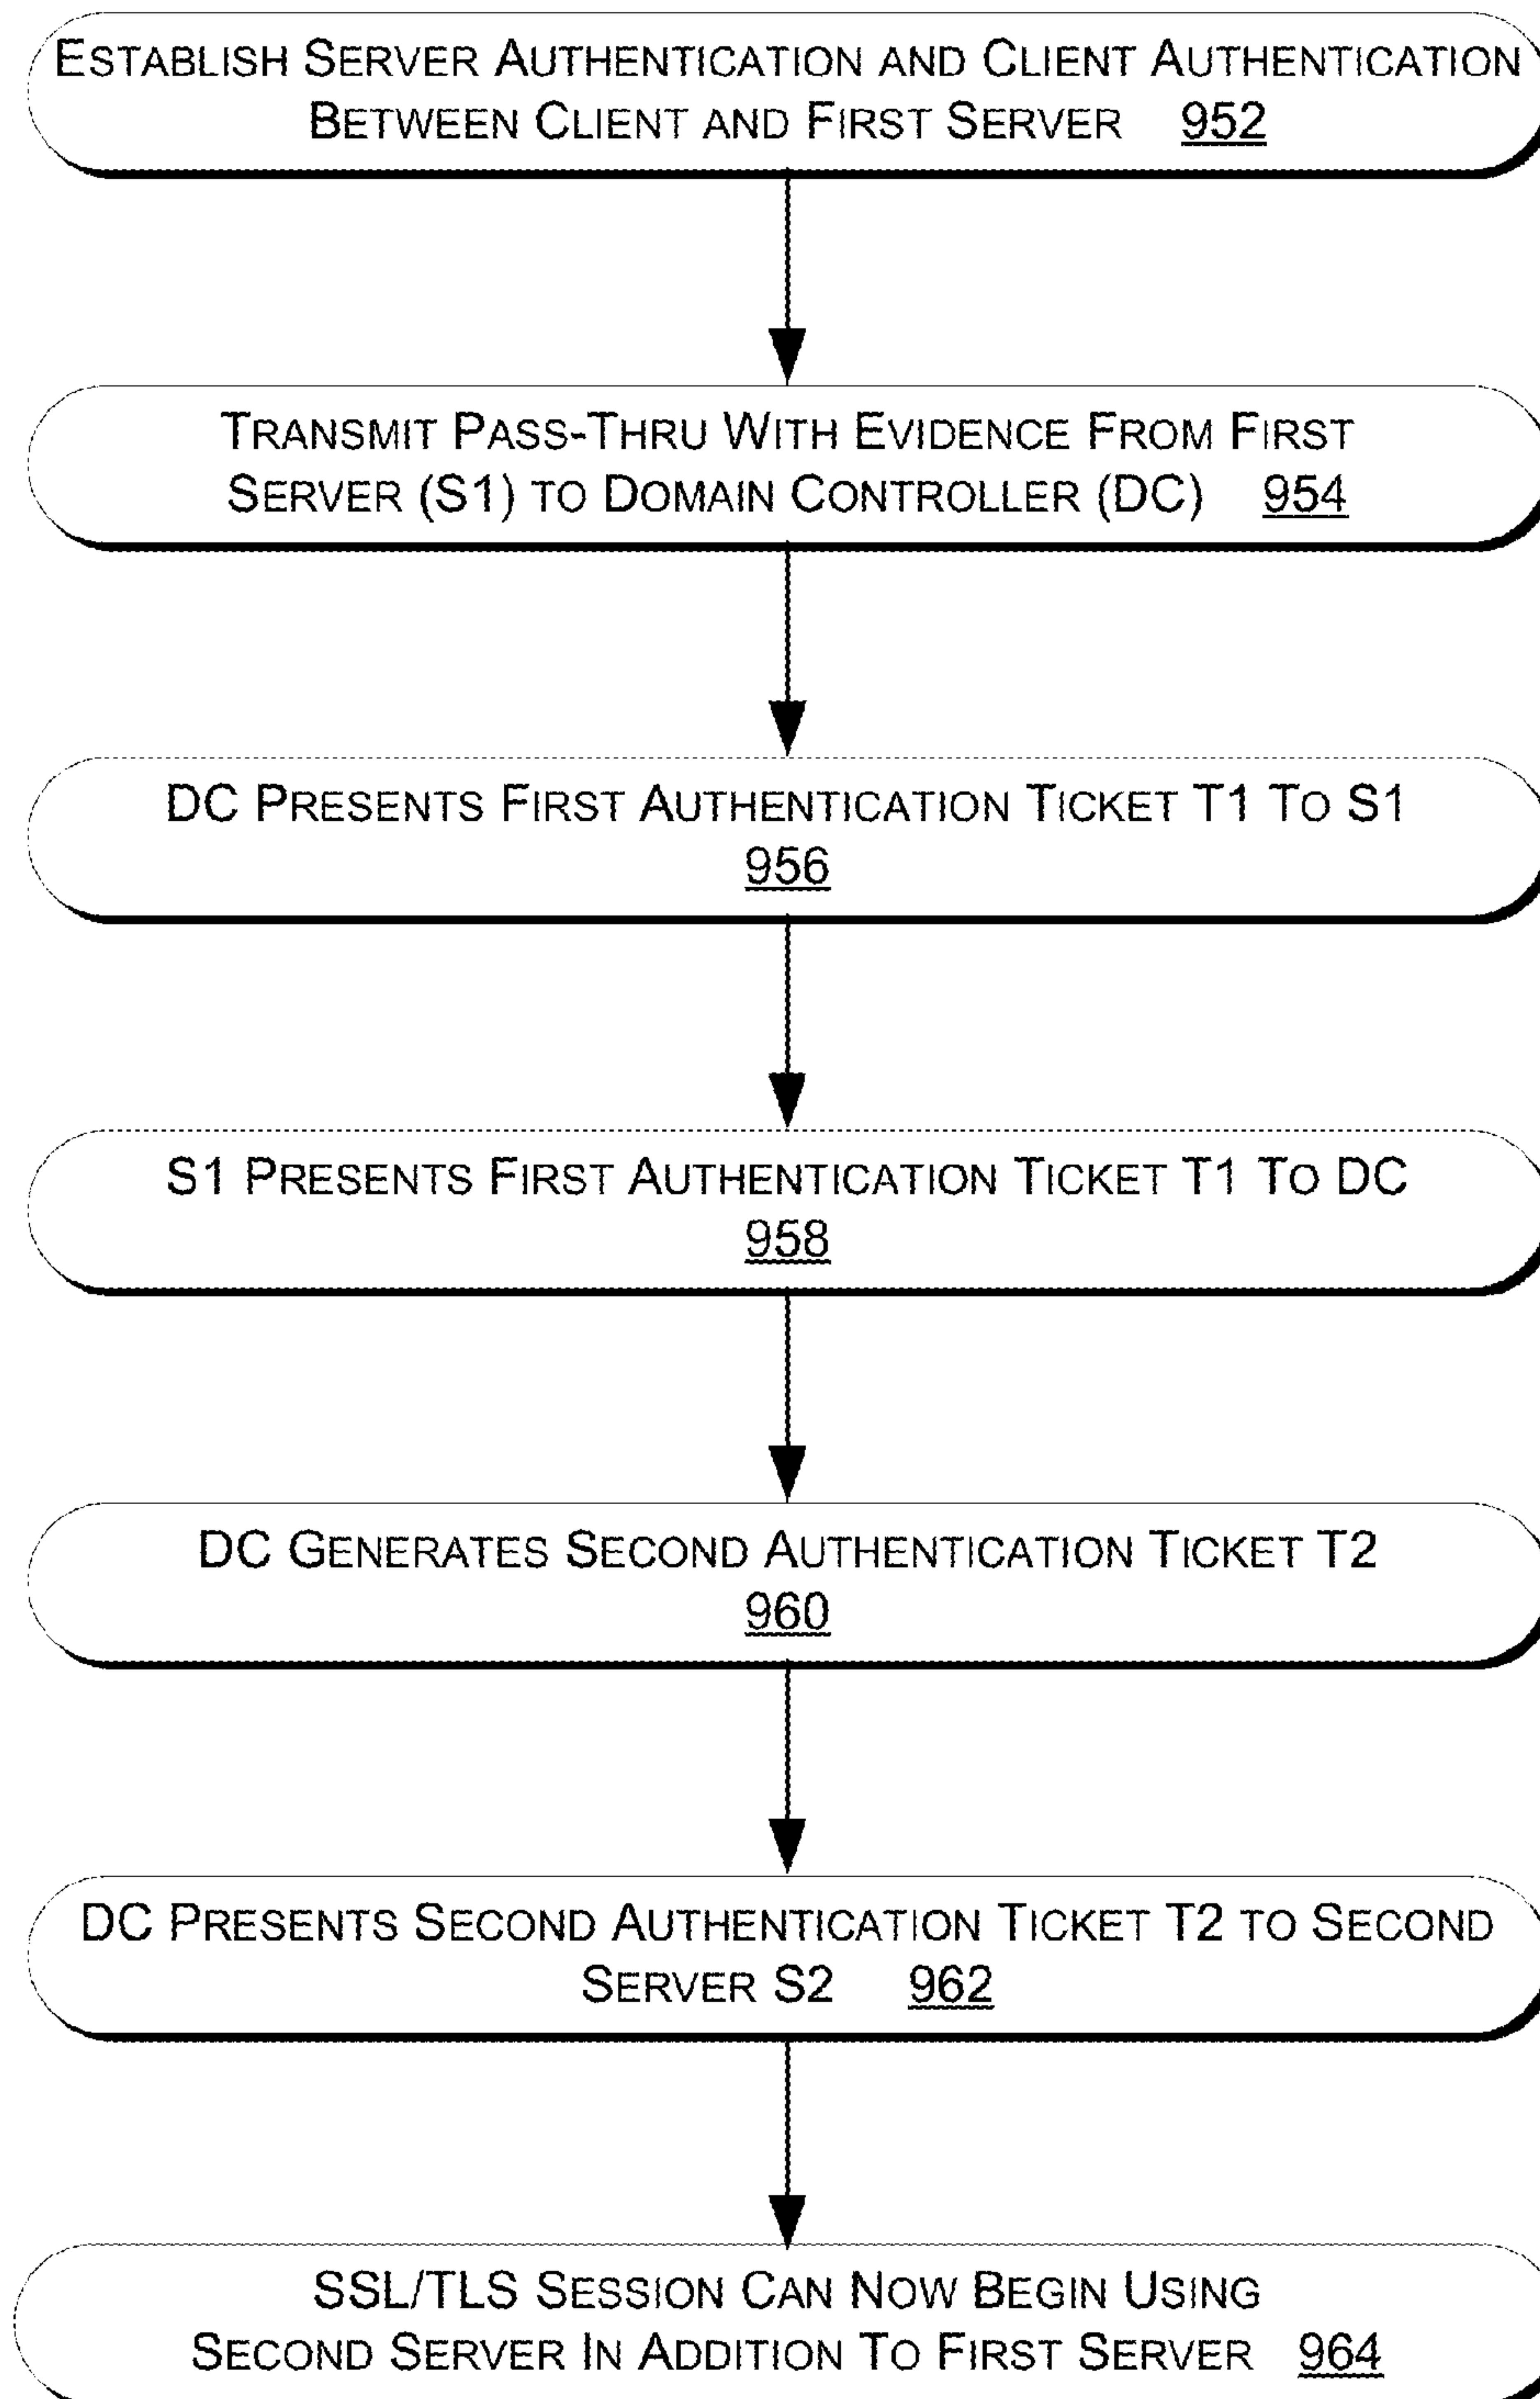 ESTABLISH SERVER AUTHENTICATION AND CLIENT AUTHENTICATION
BETWEEN CLIENT AND FIRST SERVER 952
TRANSMIT PASS-THRU WITH EVIDENCE FROM FIRST
SERVER (S1) TO DOMAIN CONTROLLER (DC) 954
DC PRESENTS FIRST AUTHENTICATION TICKET T1 TO S1
956
S1 PRESENTS FIRST AUTHENTICATION TICKET T1 TO DC
958
DC GENERATES SECOND AUTHENTICATION TICKET T2
960
DC PRESENTS SECOND AUTHENTICATION TICKET T2 TO SECOND
SERVER S2 962
SSL/TLS SESSION CAN NOW BEGIN USING
SECOND SERVER IN ADDITION TO FIRST SERVER 964